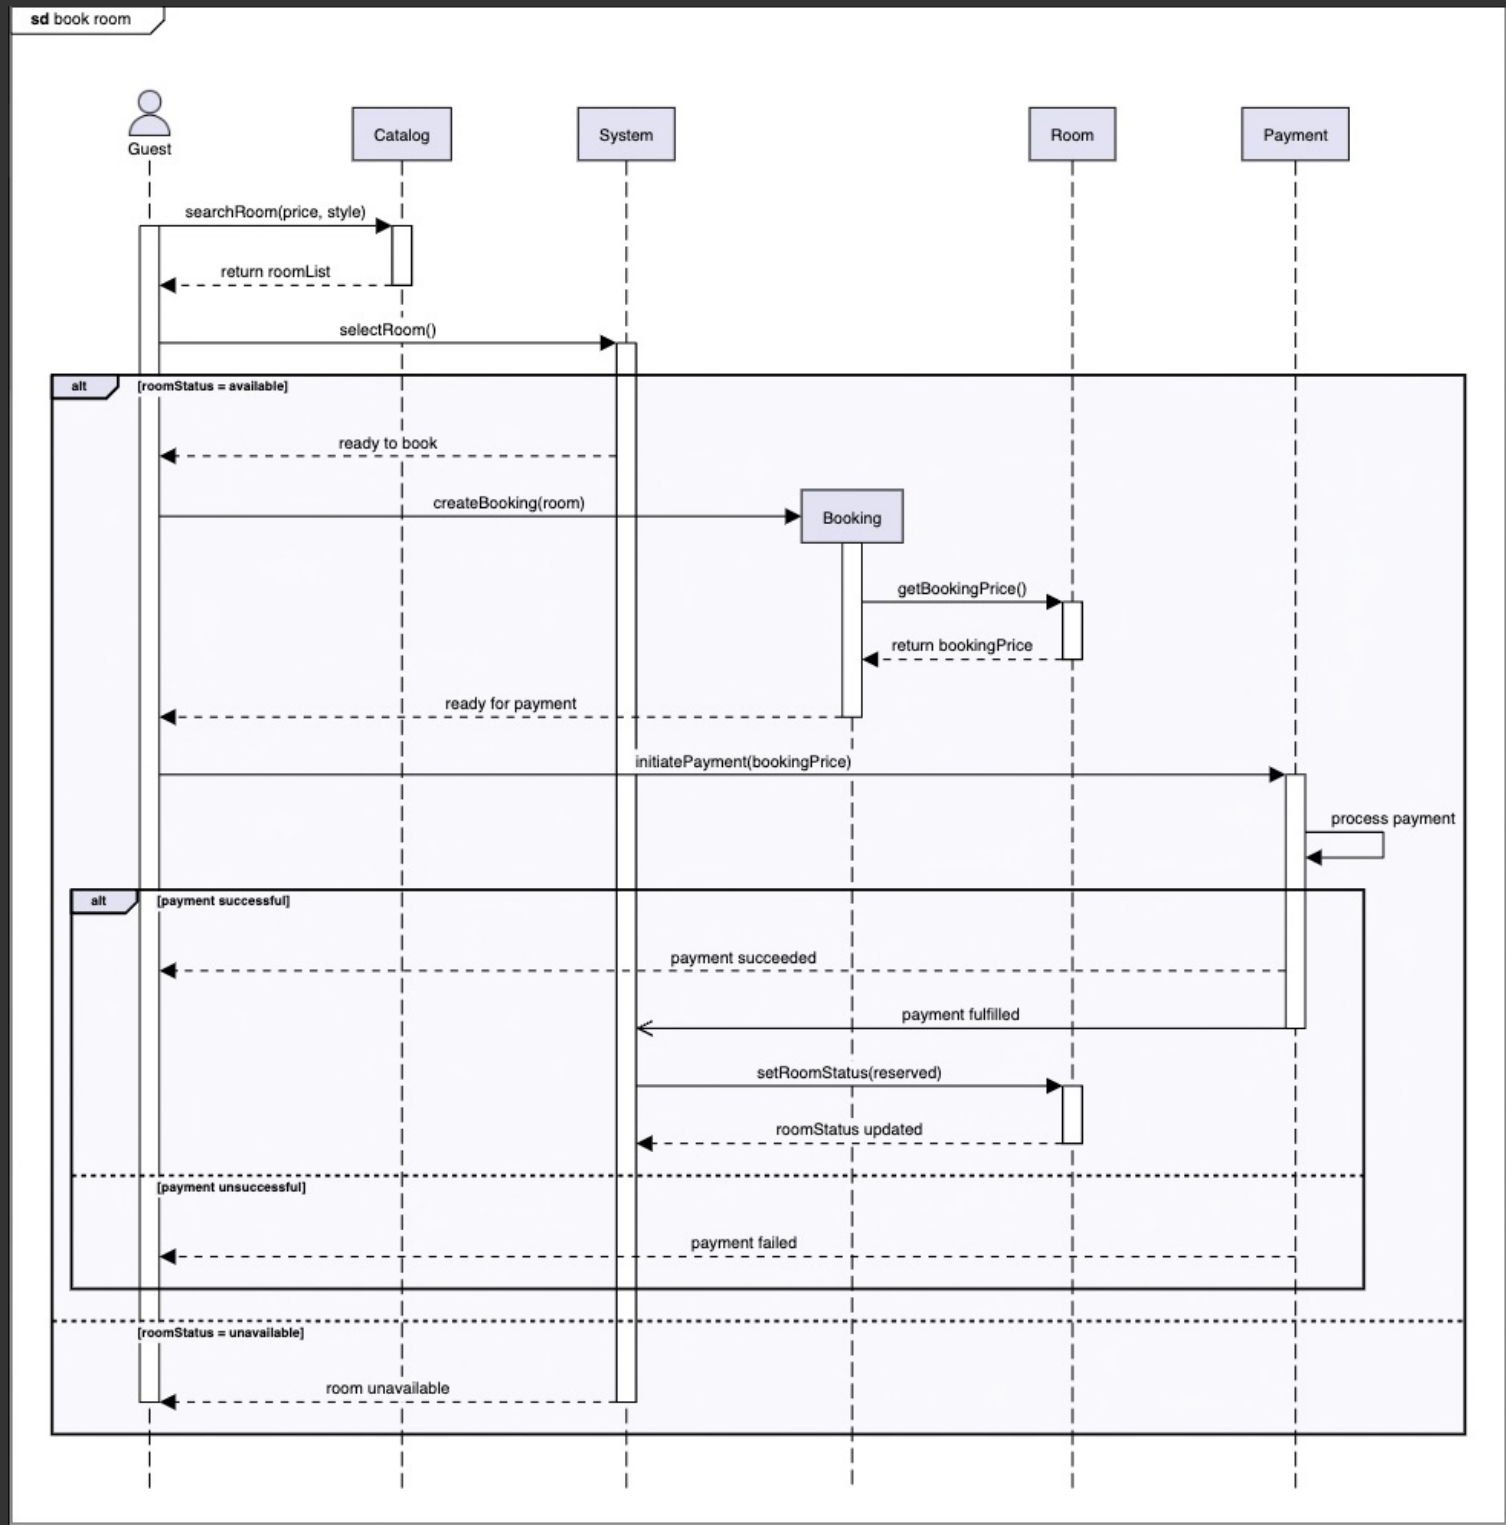 sd book room
Guest
Catalog
System
Room
Payment
searchRoom(price, style)
return roomList
selectRoom()
alt
[roomStatus = available]
ready to book
createBooking(room)
Booking
getBookingPrice()
return bookingPrice
ready for payment
initiatePayment(bookingPrice)
process payment
alt
[payment successful]
payment succeeded
payment fulfilled
setRoomStatus(reserved)
roomStatus updated
[payment unsuccessful]
payment failed
[roomStatus = unavailable]
room unavailable